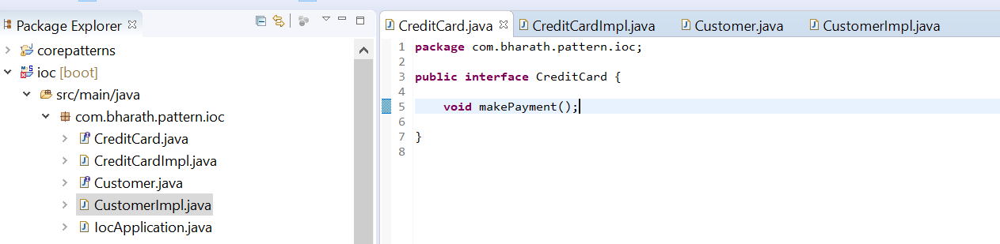 Package Explorer
corepatterns
ioc [boot]
src/main/java
com.bharath.pattern.ioc
CreditCard.java
CreditCardImpl.java
Customer.java
CustomerImpl.java
IocApplication.java
CreditCard.java CreditCardImpl.java Customer.java CustomerImpl.java
1 package com.bharath.pattern.ioc;
2
3 public interface CreditCard {
4
5 void makePayment();
6
7 }
8